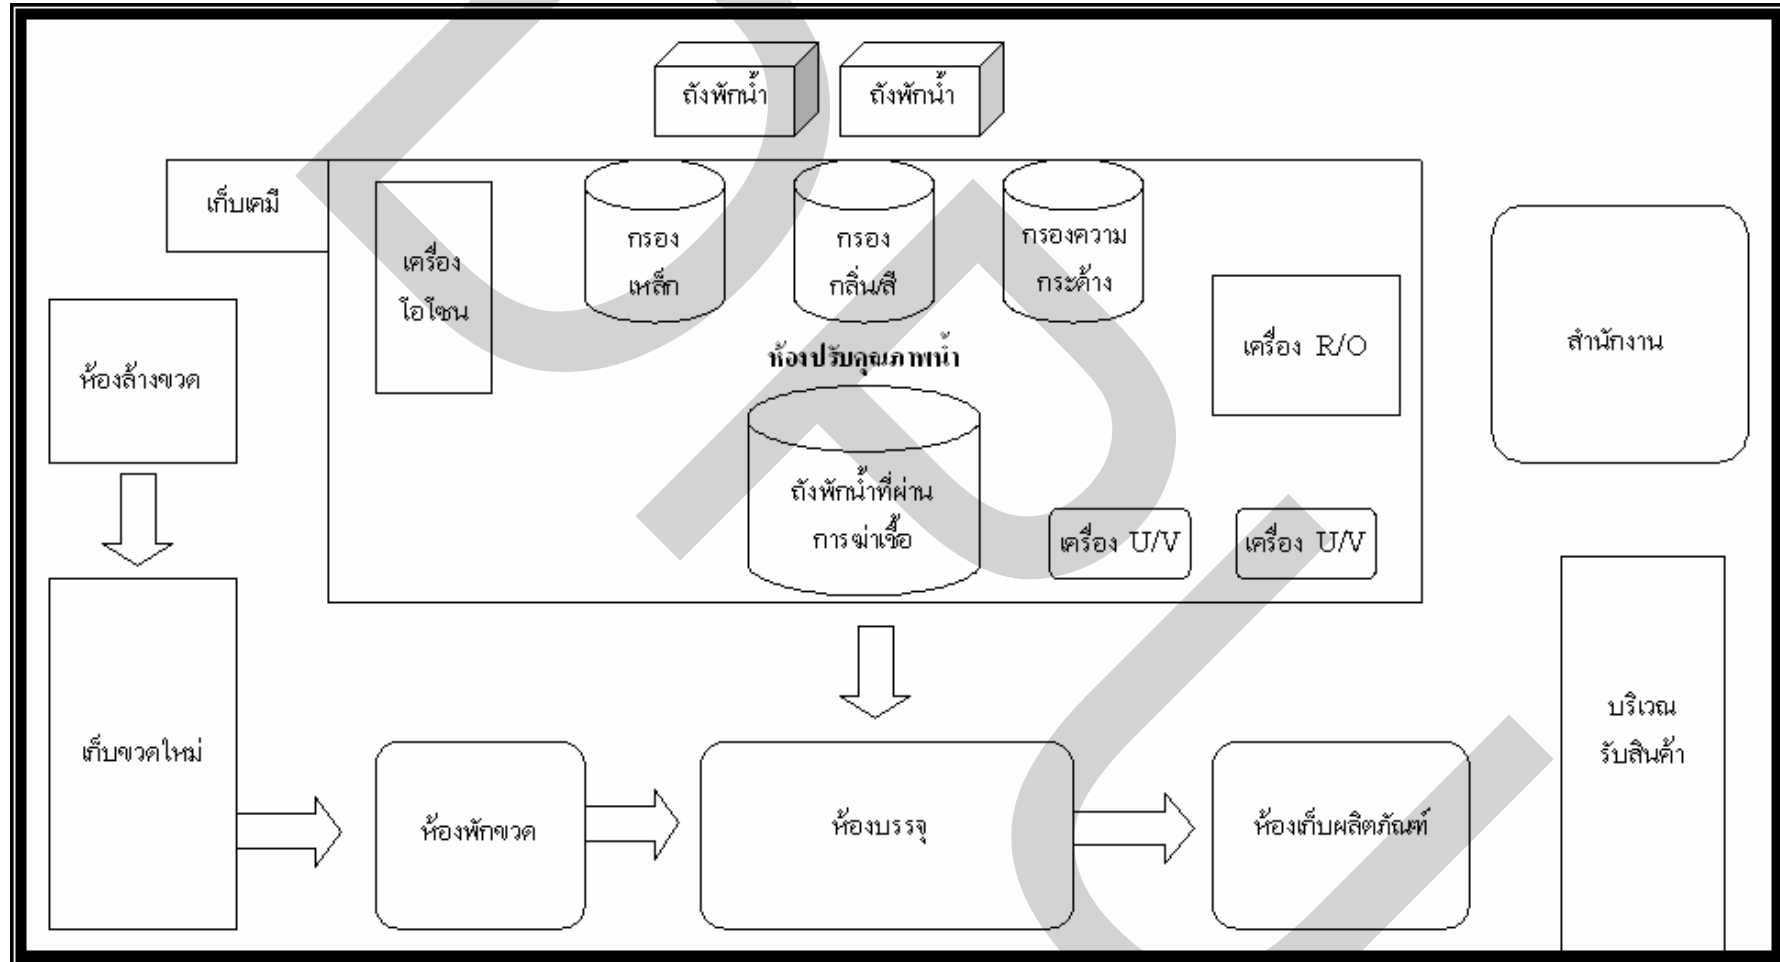 ถังพักน้ำ
ถังพักน้ำ
เก็บเคมี
เครื่อง
โอโซน
กรอง
เหล็ก
กรอง
กลิ่น/สี
กรองความ
กระด้าง
ห้องปรับคุณภาพน้ำ
เครื่อง R/O
สำนักงาน
ห้องล้างขวด
ถังพักน้ำที่ผ่าน
การฆ่าเชื้อ
เครื่อง U/V
เครื่อง U/V
เก็บขวดใหม่
ห้องพักขวด
ห้องบรรจุ
ห้องเก็บผลิตภัณฑ์
บริเวณ
รับสินค้า